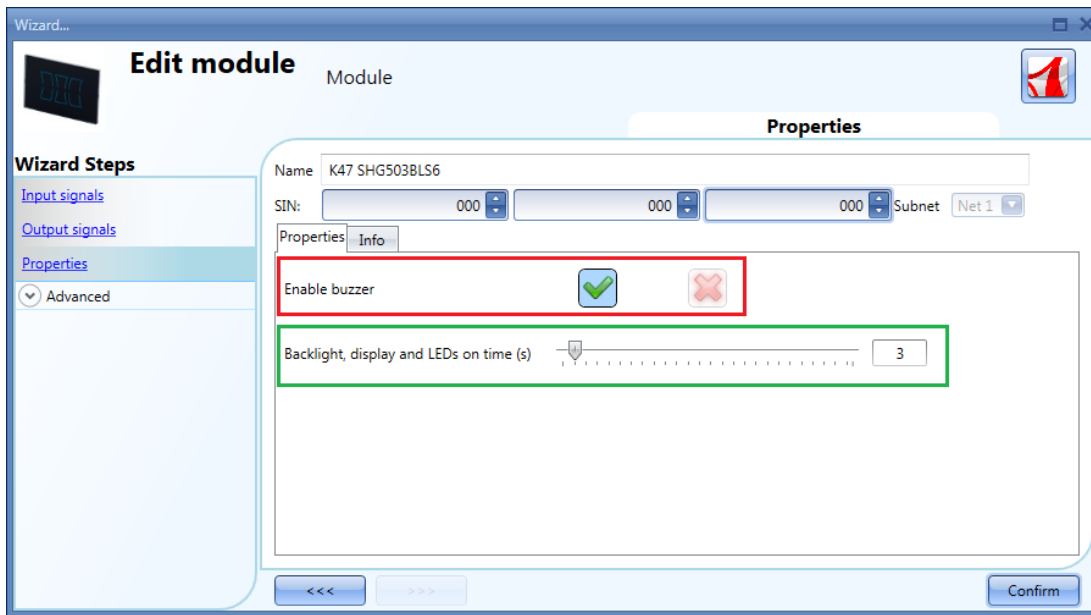 Wizard...
Edit module
Module
Properties
Wizard Steps
Input signals
Output signals
Properties
Advanced
Name K47 SHG503BLS6
SIN: 000 000 000 Subnet Net 1
Properties Info
Enable buzzer
Backlight, display and LEDs on time (s) 3
<<< >>> Confirm